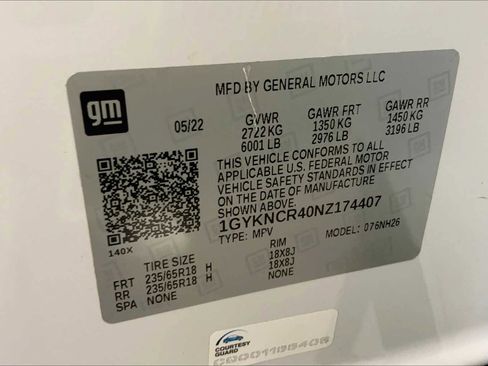 gm
MFD BY GENERAL MOTORS LLC
05/22 GVWR GAWR FRT GAWR RR
2722 KG 1350 KG 1450 KG
6001 LB 2976 LB 3196 LB
THIS VEHICLE CONFORMS TO ALL
APPLICABLE U.S. FEDERAL MOTOR
VEHICLE SAFETY STANDARDS IN EFFECT
ON THE DATE OF MANUFACTURE
SHOWN ABOVE.
1GYKNCR40NZ174407
TYPE: MPV MODEL: 076NH26
140X
TIRE SIZE RIM
FRT 235/65R18 H 18X8J
RR 235/65R18 H 18X8J
SPA NONE NONE
COURTESY
GUARD